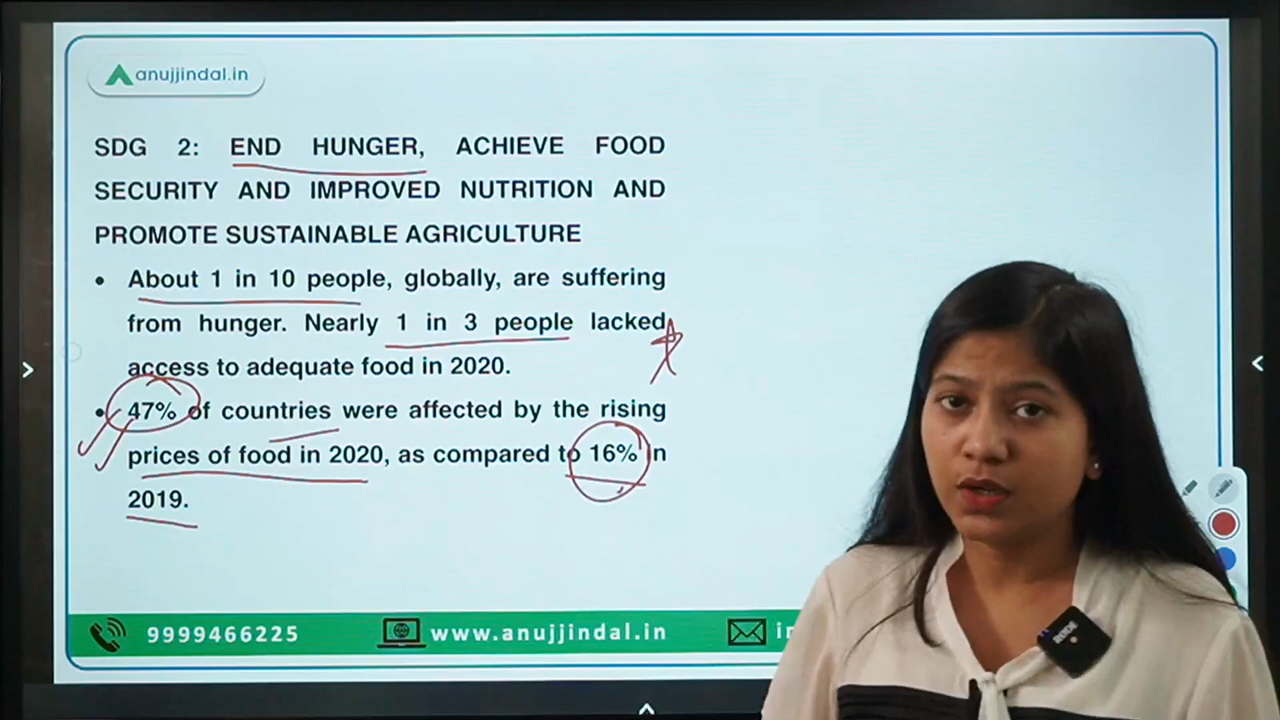 anujjindal.in
SDG 2: END HUNGER, ACHIEVE FOOD
SECURITY AND IMPROVED NUTRITION AND
PROMOTE SUSTAINABLE AGRICULTURE
• About 1 in 10 people, globally, are suffering
from hunger. Nearly 1 in 3 people lacked
access to adequate food in 2020.
• 47% of countries were affected by the rising
prices of food in 2020, as compared to 16% in
2019.
9999466225
www.anujjindal.in